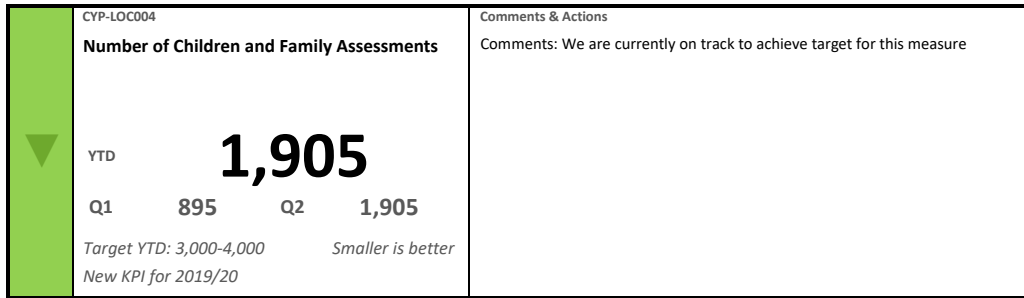 CYP-LOC004
Number of Children and Family Assessments
YTD 1,905
Q1 895 Q2 1,905
Target YTD: 3,000-4,000 Smaller is better
New KPI for 2019/20
Comments & Actions
Comments: We are currently on track to achieve target for this measure